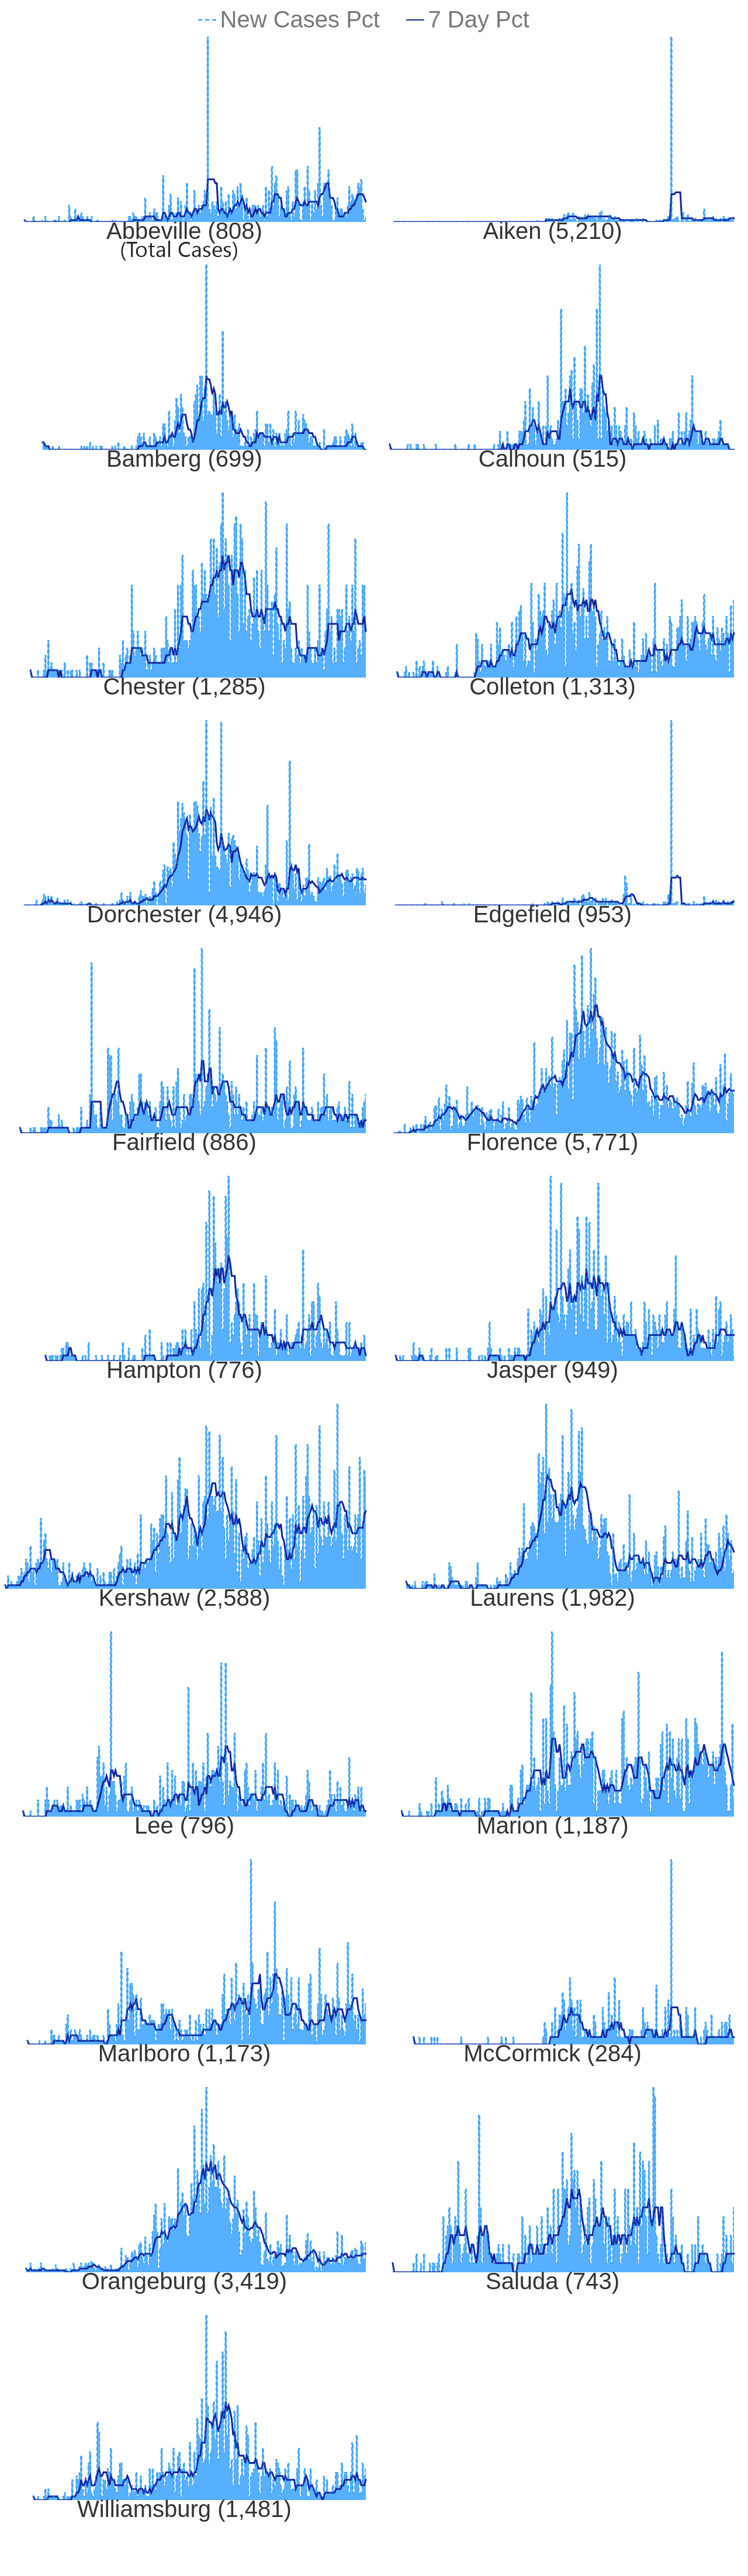 New Cases Pct 7 Day Pct
Abbeville (808) Aiken (5,210)
(Total Cases)
Bamberg (699) Calhoun (515)
Chester (1,285) Colleton (1,313)
Dorchester (4,946) Edgefield (953)
Fairfield (886) Florence (5,771)
Hampton (776) Jasper (949)
Kershaw (2,588) Laurens (1,982)
Lee (796) Marion (1,187)
Marlboro (1,173) McCormick (284)
Orangeburg (3,419) Saluda (743)
Williamsburg (1,481)